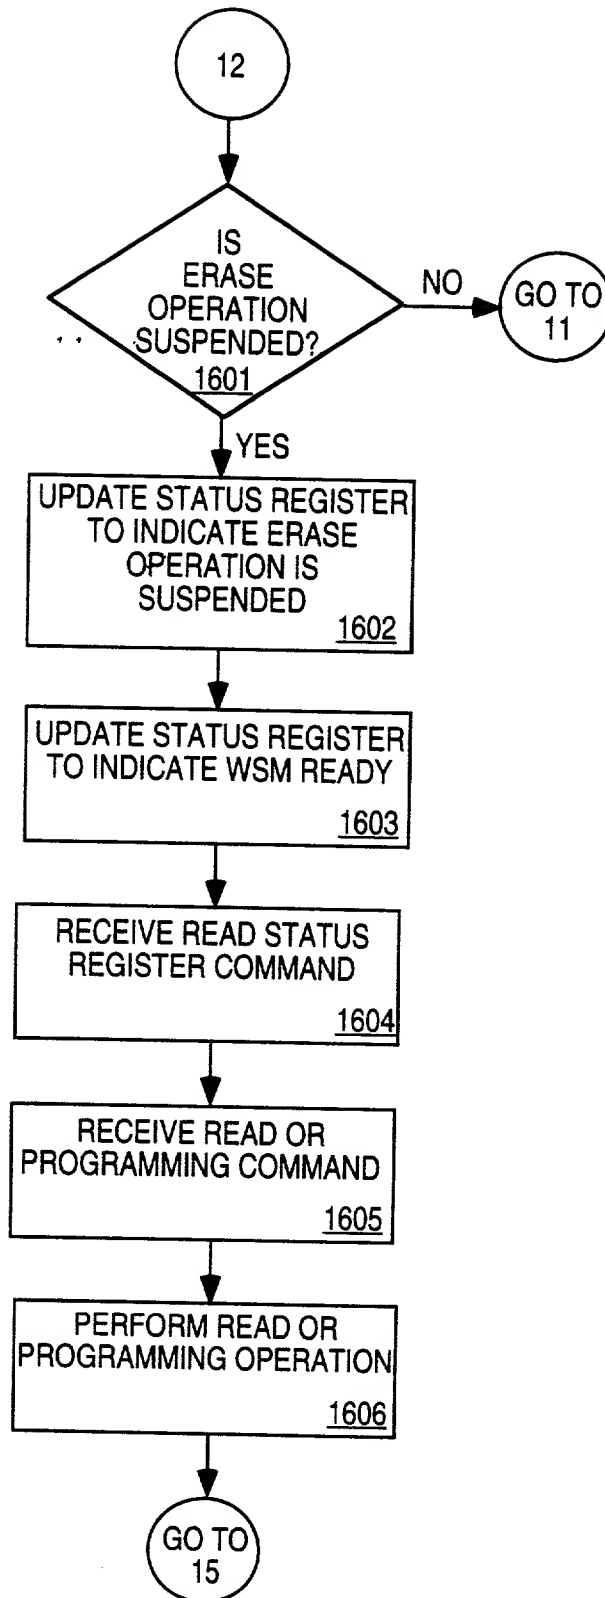 12
IS
ERASE
OPERATION
SUSPENDED?
1601
NO
GO TO
11
YES
UPDATE STATUS REGISTER
TO INDICATE ERASE
OPERATION IS
SUSPENDED
1602
UPDATE STATUS REGISTER
TO INDICATE WSM READY
1603
RECEIVE READ STATUS
REGISTER COMMAND
1604
RECEIVE READ OR
PROGRAMMING COMMAND
1605
PERFORM READ OR
PROGRAMMING OPERATION
1606
GO TO
15